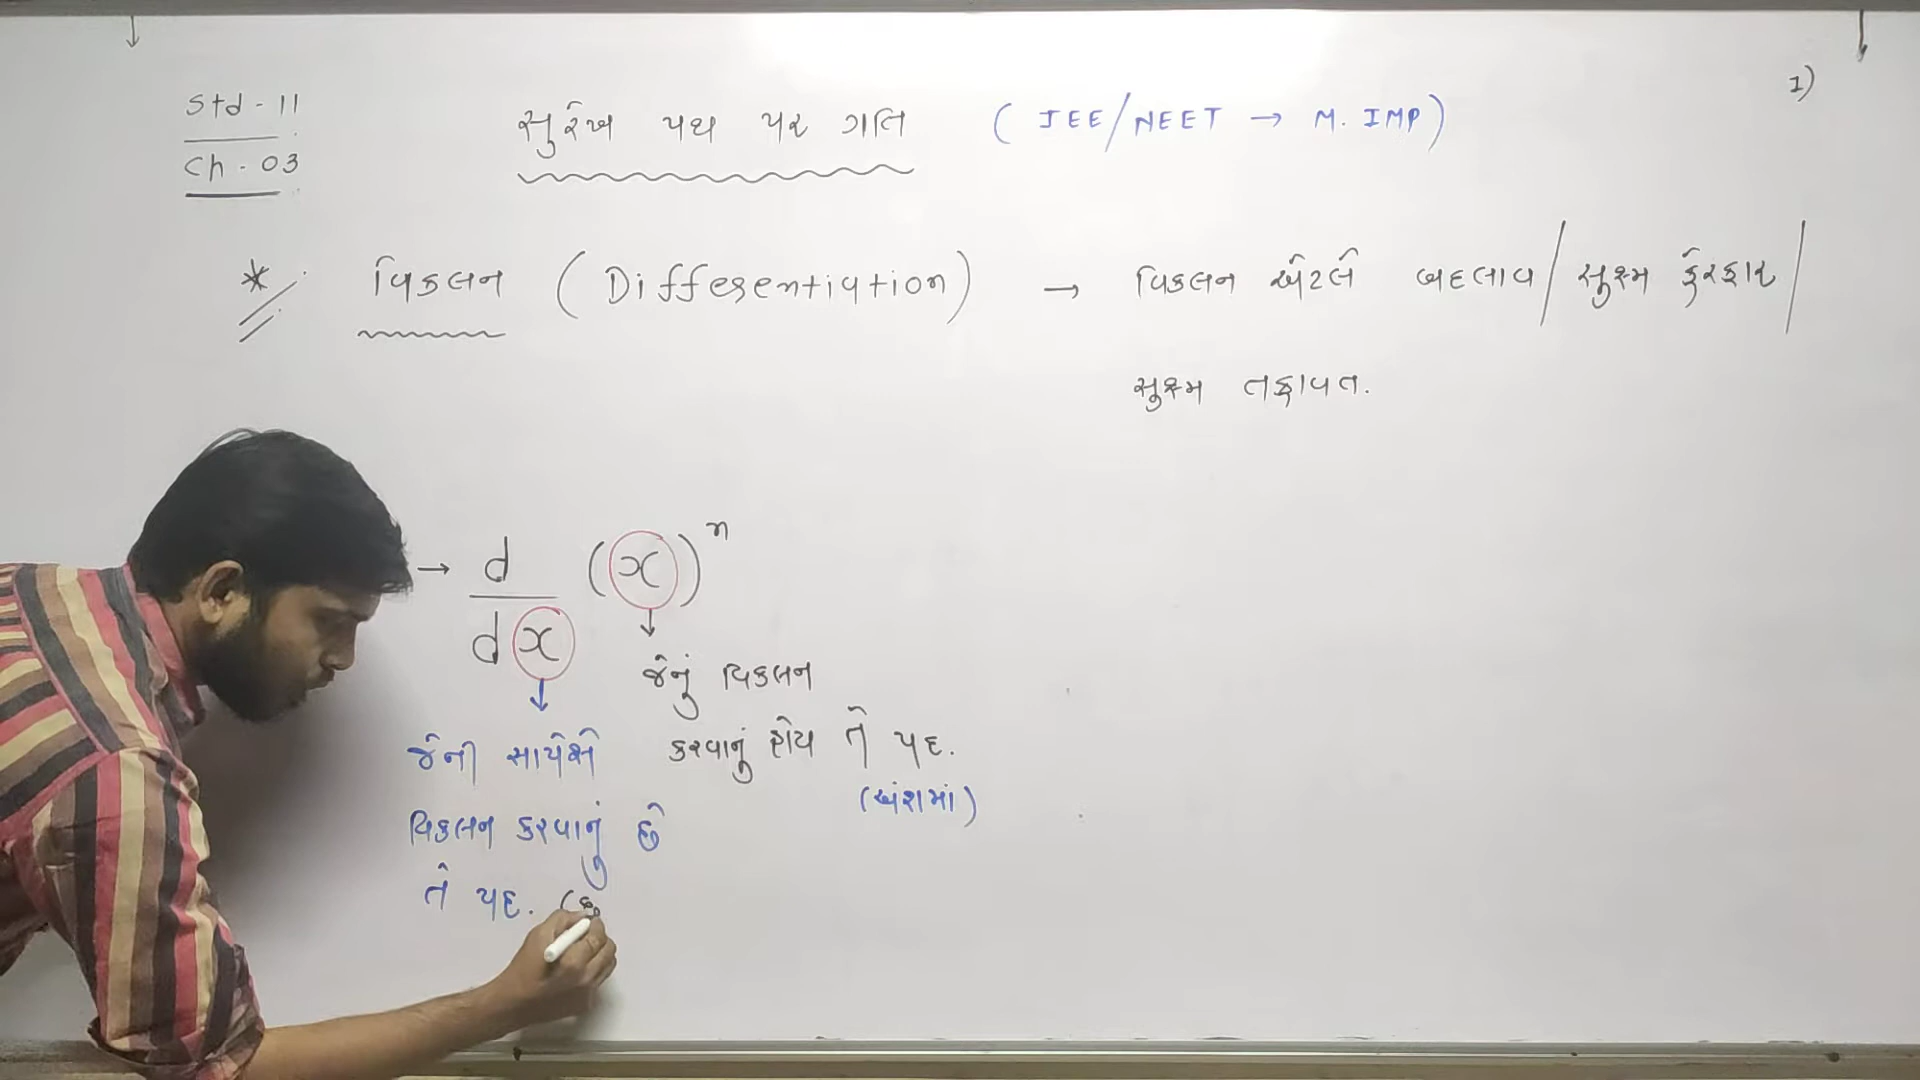 Std - 11
Ch - 03
સુરેખ પથ પર ગતિ ( JEE/NEET → M. IMP)
1)
* વિકલન (Differentiation) → વિકલન એટલે બદલાવ / સુક્ષ્મ ફેરફાર /
સુક્ષ્મ તફાવત.
→ d/dx (x)^n
જેનું વિકલન
કરવાનું હોય તે પદ.
(અંશમાં)
જેની સાપેક્ષે
વિકલન કરવાનું છે
તે પદ. (છ